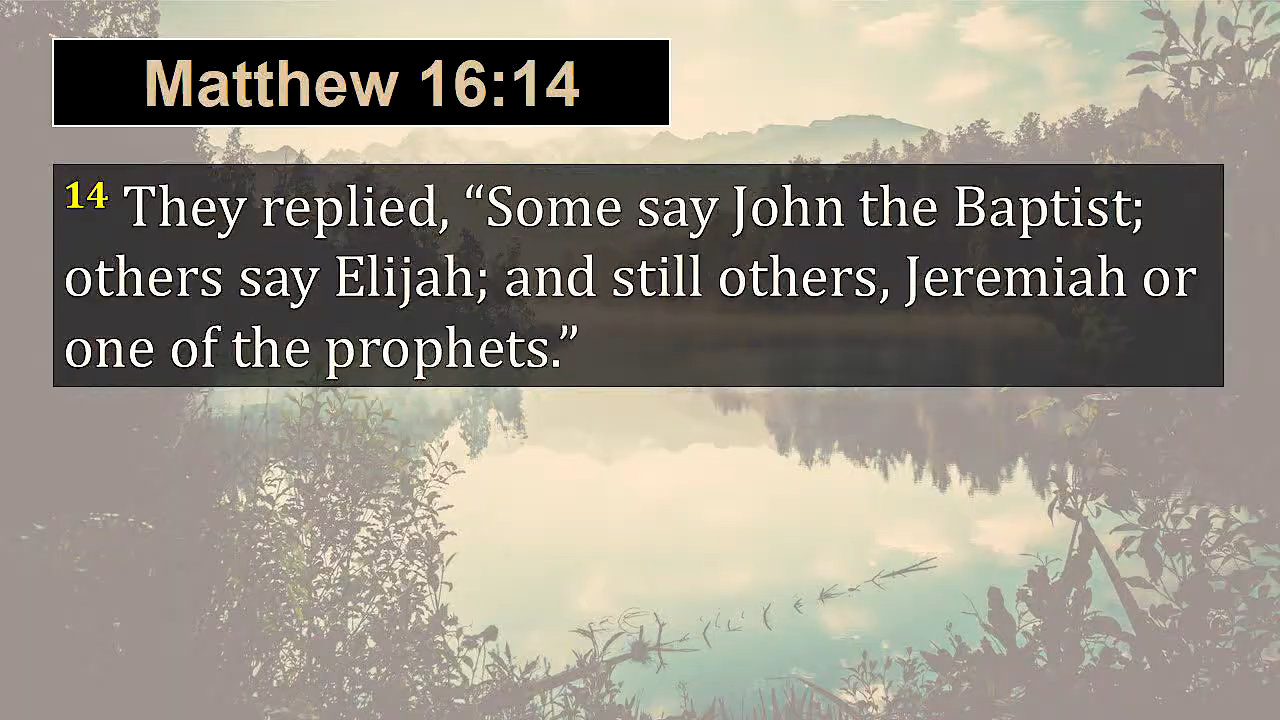 Matthew 16:14
14 They replied, “Some say John the Baptist;
others say Elijah; and still others, Jeremiah or
one of the prophets.”